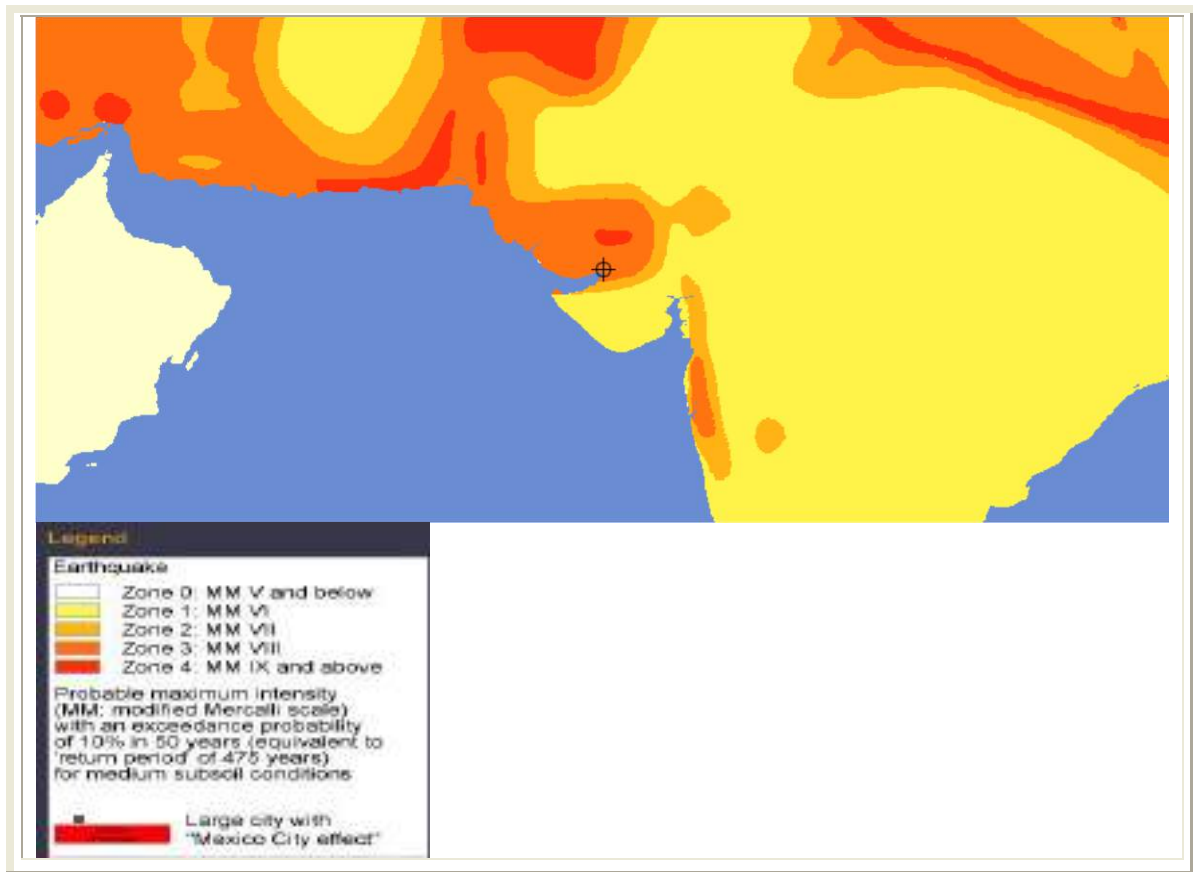 Legend
Earthquake
Zone 0: MM V and below
Zone 1: MM VI
Zone 2: MM VII
Zone 3: MM VIII
Zone 4: MM IX and above
Probable maximum intensity
(MM: modified Mercalli scale)
with an exceedance probability
of 10% in 50 years (equivalent to
'return period' of 475 years)
for medium subsoil conditions
Large city with
"Mexico City effect"